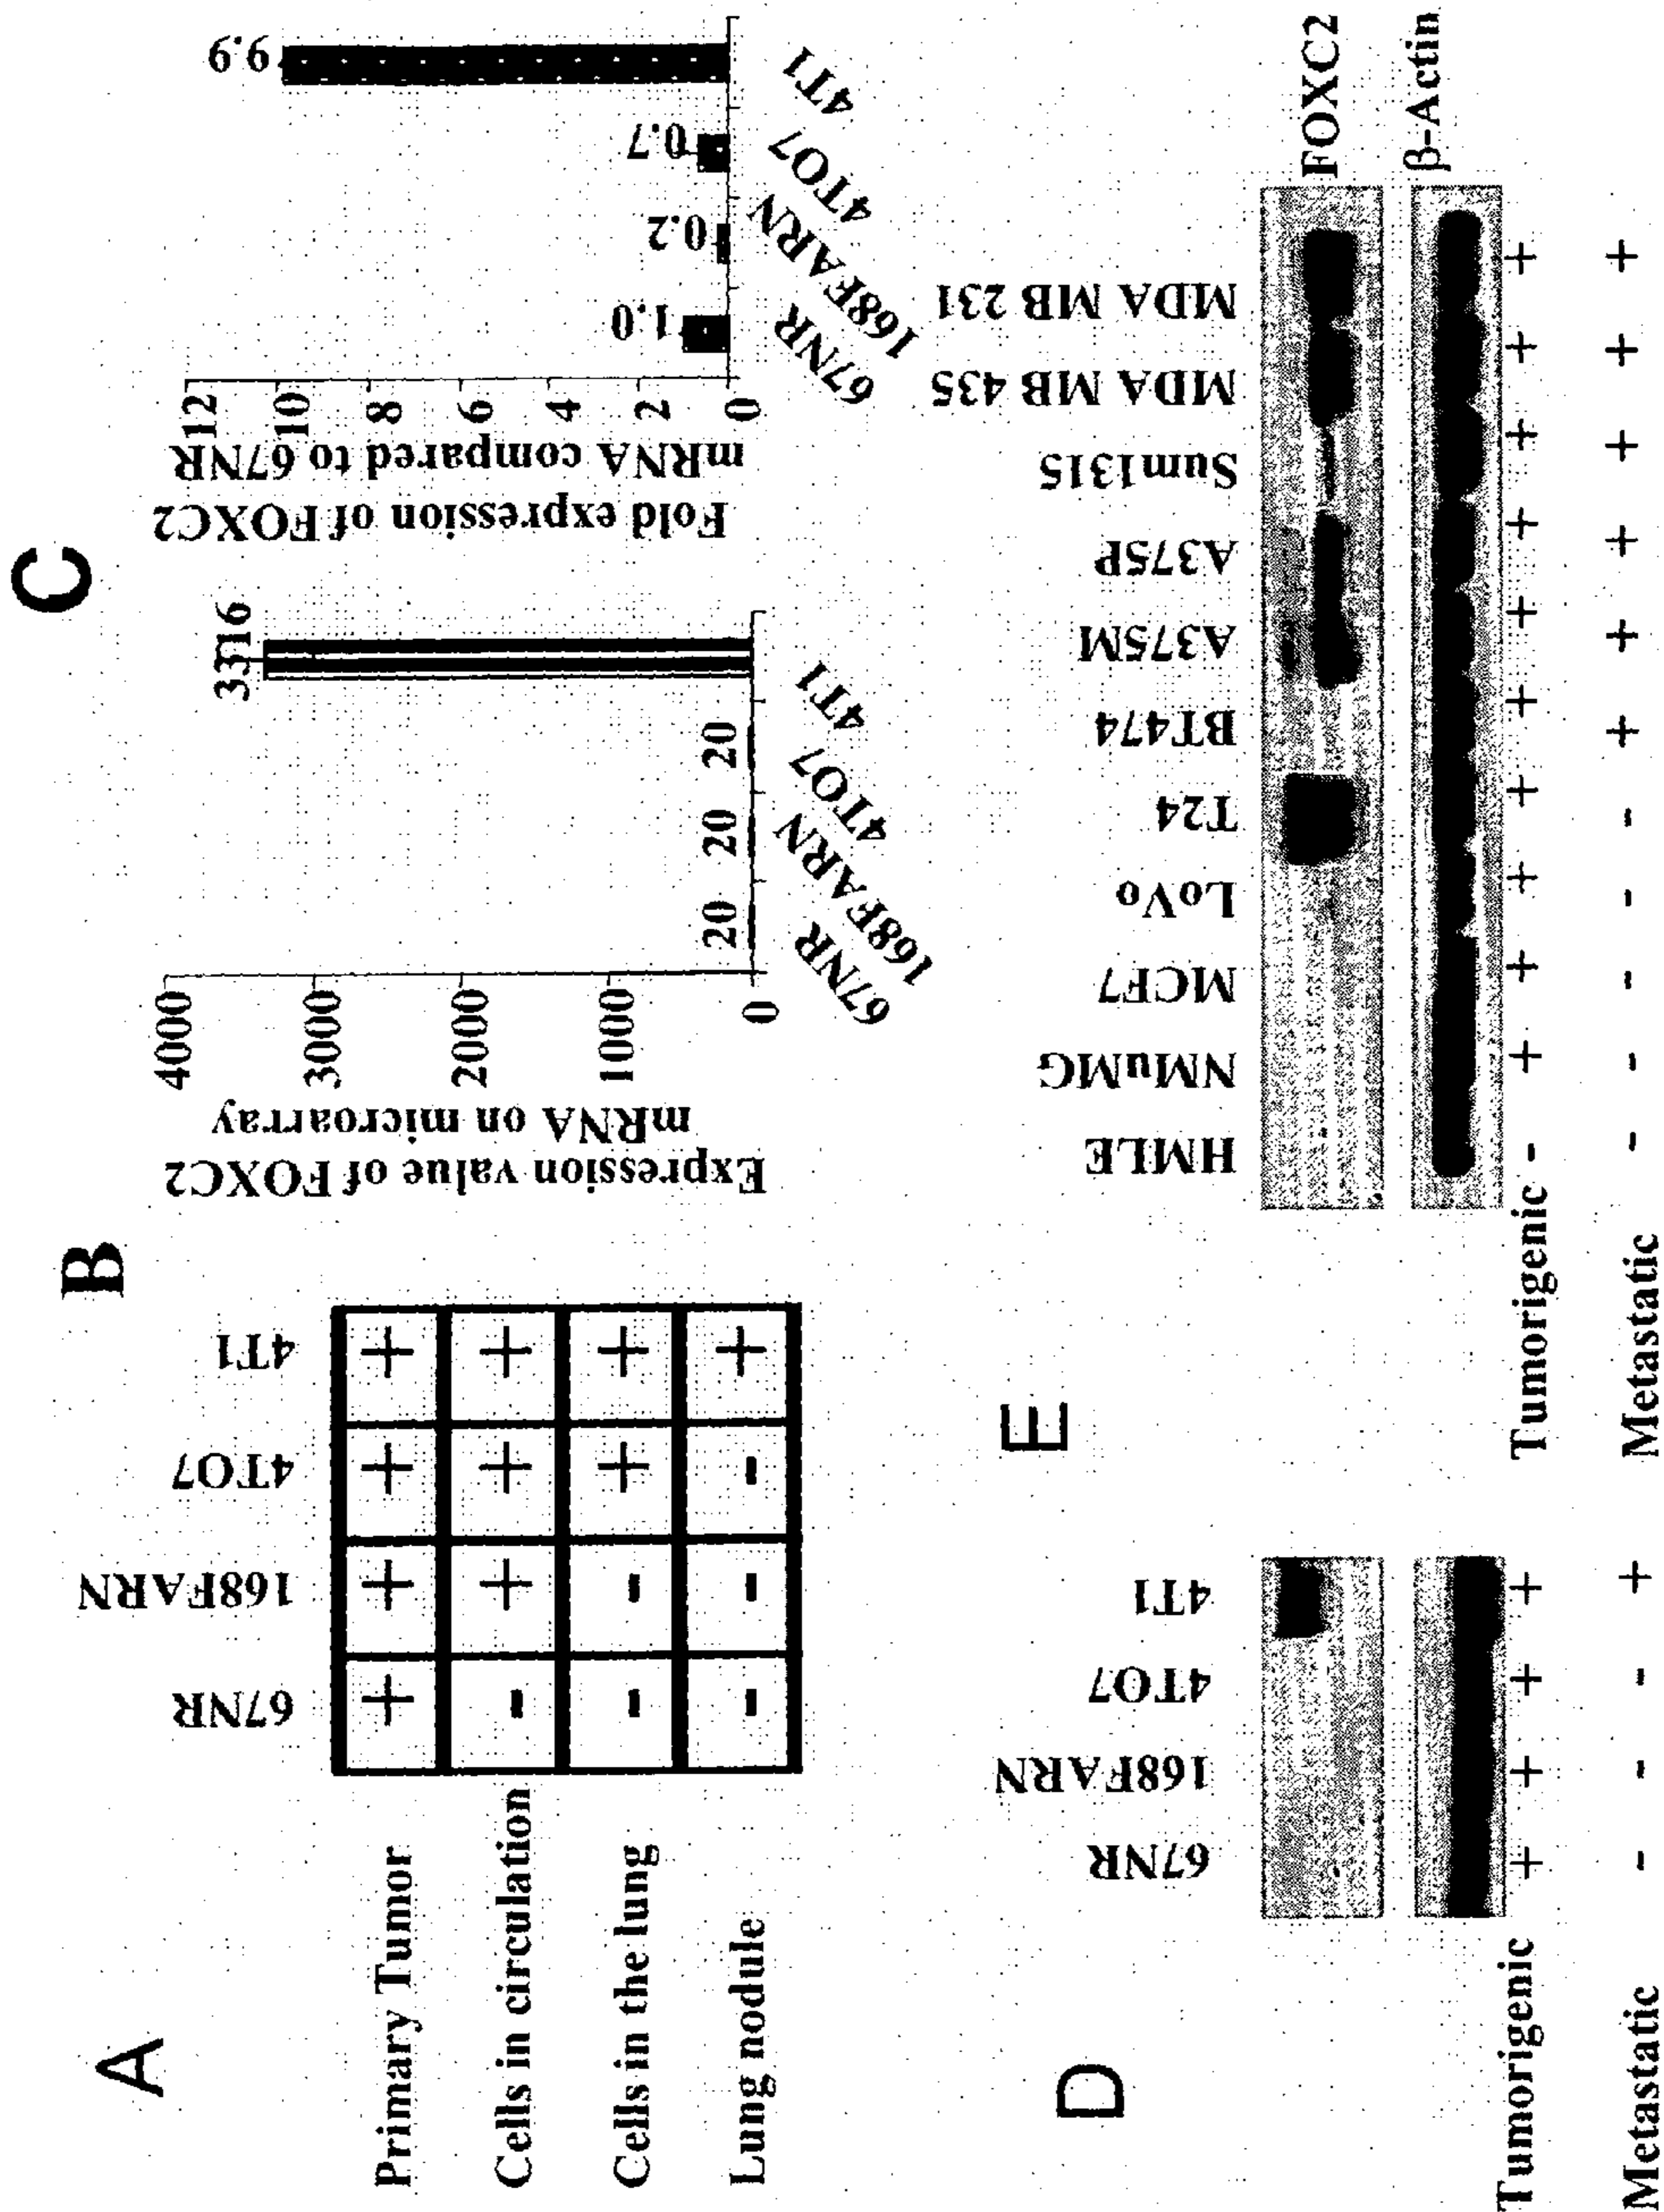 A
67NR 168FARN 4TO7 4T1
Primary Tumor + + + +
Cells in circulation - + + +
Cells in the lung - - + +
Lung nodule - - - +
B
Expression value of FOXC2
mRNA on microarray
4000
3000
2000
1000
0
20 20 20 3316
67NR 168FARN 4TO7 4T1
C
Fold expression of FOXC2
mRNA compared to 67NR
12
10
8
6
4
2
0
1.0 0.2 0.7 9.9
67NR 168FARN 4TO7 4T1
D
67NR 168FARN 4TO7 4T1
Tumorigenic + + + +
Metastatic - - - +
E
HMLE NMuMG MCF7 LoVo T24 BT474 A375M A375P Sum1315 MDA MB 435 MDA MB 231
FOXC2
β-Actin
Tumorigenic - + + + + + + + + + +
Metastatic - - - - - + + + + + +